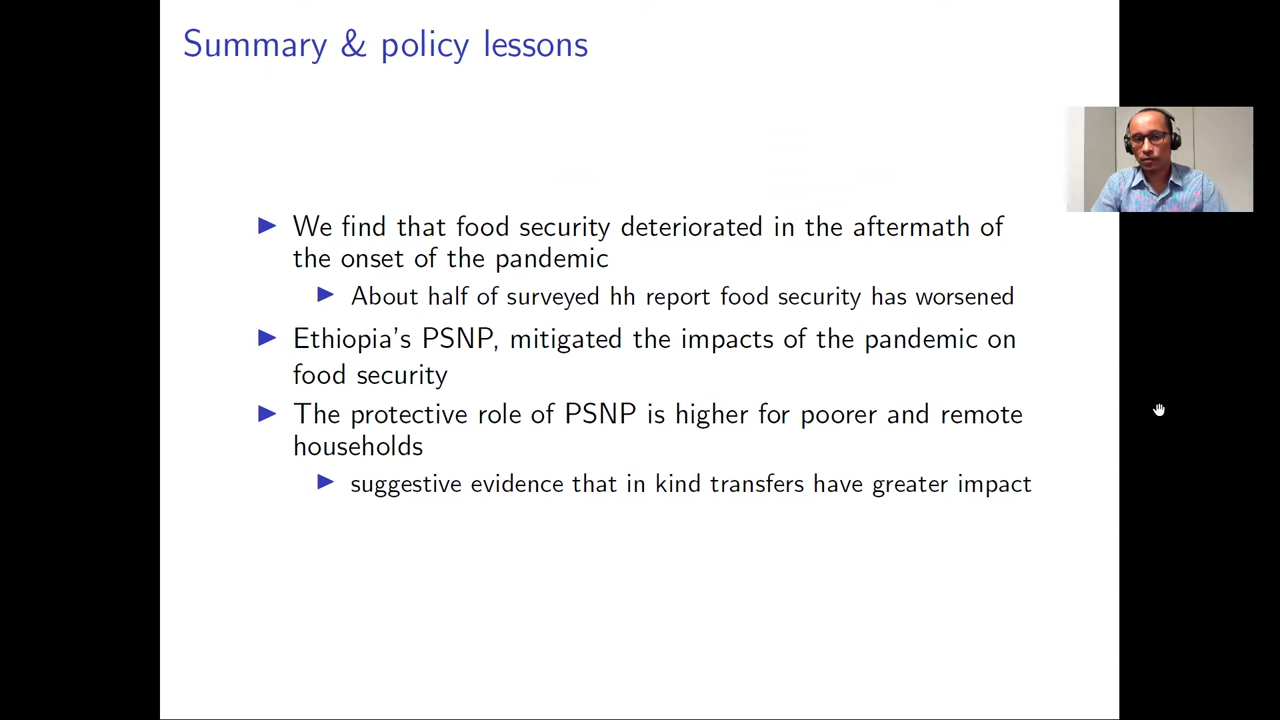 Summary & policy lessons
We find that food security deteriorated in the aftermath of
the onset of the pandemic
About half of surveyed hh report food security has worsened
Ethiopia's PSNP, mitigated the impacts of the pandemic on
food security
The protective role of PSNP is higher for poorer and remote
households
suggestive evidence that in kind transfers have greater impact